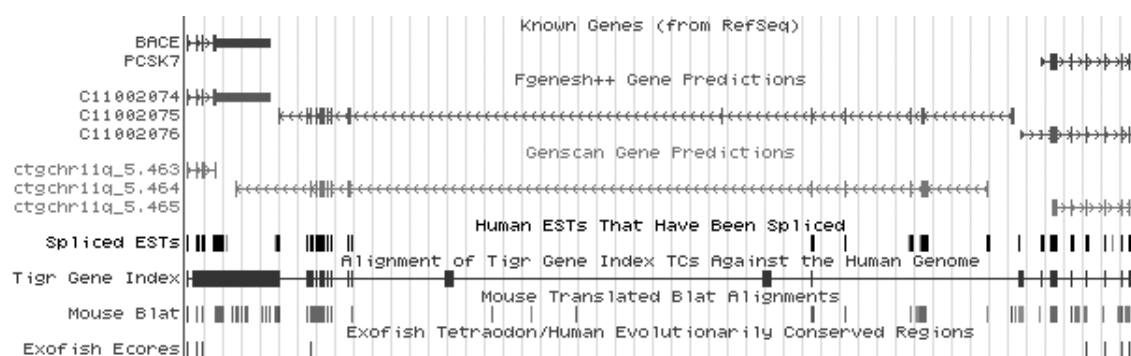 Known Genes (from RefSeq)
BACE
PCSK7
Fgenesh++ Gene Predictions
C11002074
C11002075
C11002076
Genscan Gene Predictions
ctgchr11q_5.463
ctgchr11q_5.464
ctgchr11q_5.465
Human ESTs That Have Been Spliced
Spliced ESTs
Alignment of Tigr Gene Index TCs Against the Human Genome
Tigr Gene Index
Mouse Translated Blat Alignments
Mouse Blat
Exofish Tetraodon/Human Evolutionarily Conserved Regions
Exofish Ecores